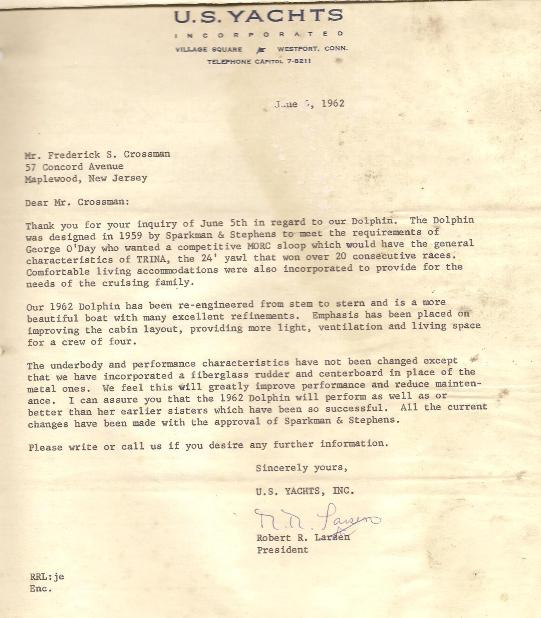 U.S. YACHTS
INCORPORATED
VILLAGE SQUARE WESTPORT, CONN.
TELEPHONE CAPITOL 7-8211
June , 1962
Mr. Frederick S. Crossman
57 Concord Avenue
Maplewood, New Jersey
Dear Mr. Crossman:
Thank you for your inquiry of June 5th in regard to our Dolphin. The Dolphin
was designed in 1959 by Sparkman & Stephens to meet the requirements of
George O'Day who wanted a competitive MORC sloop which would have the general
characteristics of TRINA, the 24' yawl that won over 20 consecutive races.
Comfortable living accommodations were also incorporated to provide for the
needs of the cruising family.
Our 1962 Dolphin has been re-engineered from stem to stern and is a more
beautiful boat with many excellent refinements. Emphasis has been placed on
improving the cabin layout, providing more light, ventilation and living space
for a crew of four.
The underbody and performance characteristics have not been changed except
that we have incorporated a fiberglass rudder and centerboard in place of the
metal ones. We feel this will greatly improve performance and reduce mainten-
ance. I can assure you that the 1962 Dolphin will perform as well as or
better than her earlier sisters which have been so successful. All the current
changes have been made with the approval of Sparkman & Stephens.
Please write or call us if you desire any further information.
Sincerely yours,
U.S. YACHTS, INC.
R. R. Larsen
Robert R. Larsen
President
RRL:je
Enc.